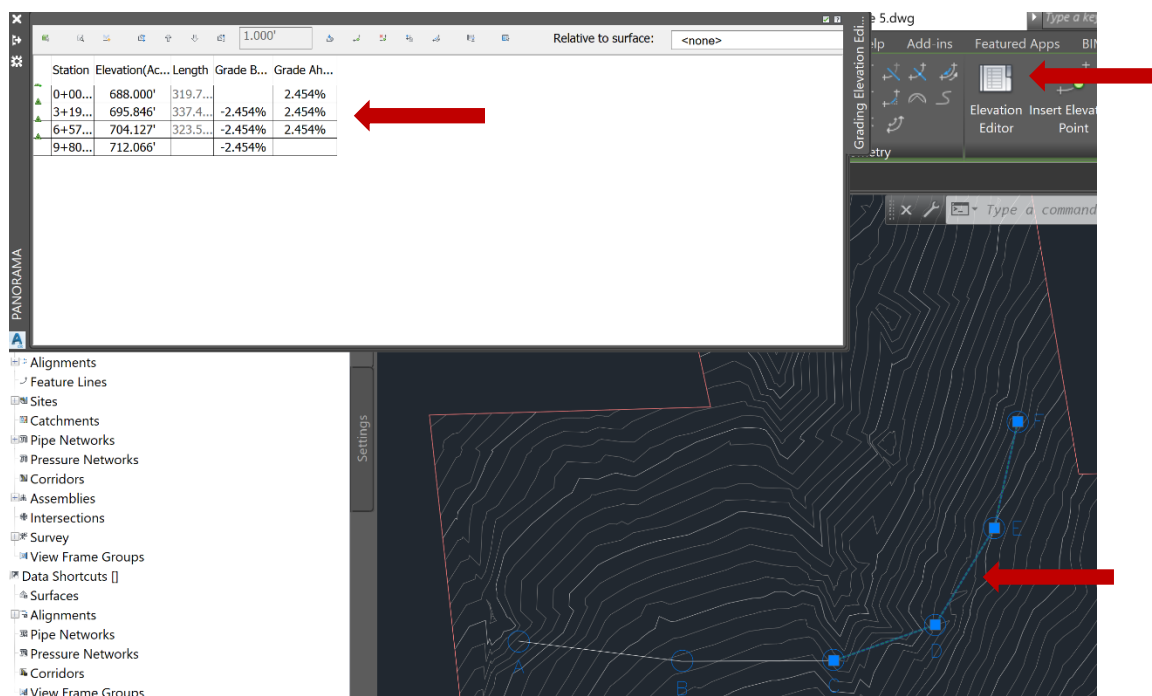 1.000'
Relative to surface:
<none>
Station Elevation(Ac... Length Grade B... Grade Ah...
0+00... 688.000' 319.7... 2.454%
3+19... 695.846' 337.4... -2.454% 2.454%
6+57... 704.127' 323.5... -2.454% 2.454%
9+80... 712.066' -2.454%
PANORAMA
Grading Elevation Edi...
e 5.dwg
Type a key
elp Add-ins Featured Apps BIM
Elevation Editor
Insert Elevat
Point
etry
Type a command
Alignments
Feature Lines
Sites
Catchments
Pipe Networks
Pressure Networks
Corridors
Assemblies
Intersections
Survey
View Frame Groups
Data Shortcuts []
Surfaces
Alignments
Pipe Networks
Pressure Networks
Corridors
View Frame Groups
Settings
F
E
D
C
A
B